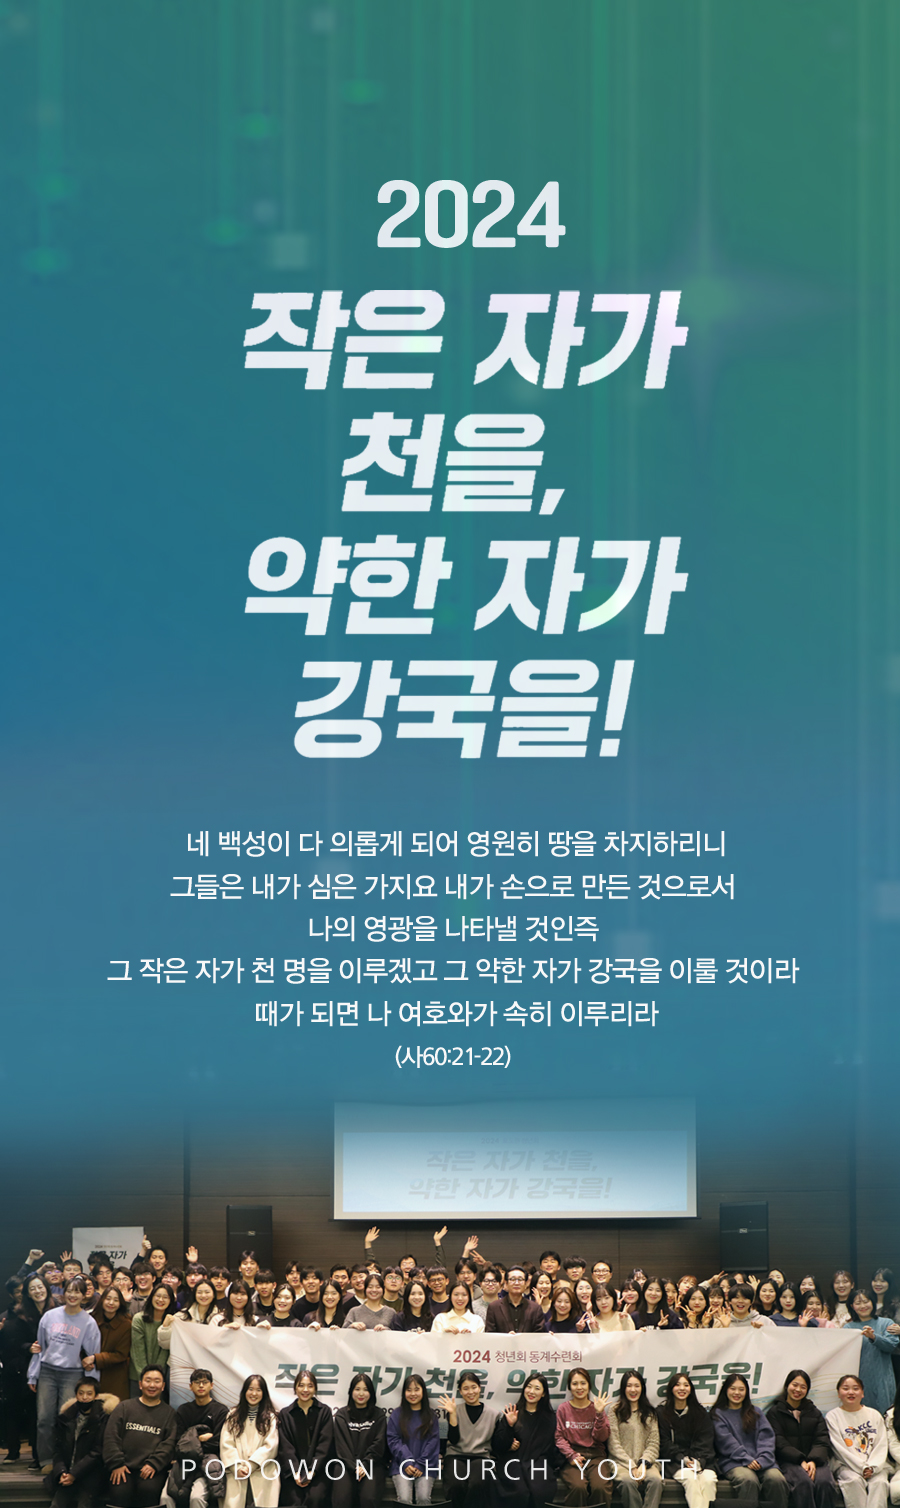 2024
작은 자가
천을,
약한 자가
강국을!
네 백성이 다 의롭게 되어 영원히 땅을 차지하리니
그들은 내가 심은 가지요 내가 손으로 만든 것으로서
나의 영광을 나타낼 것인즉
그 작은 자가 천 명을 이루겠고 그 약한 자가 강국을 이룰 것이라
때가 되면 나 여호와가 속히 이루리라
(사60:21-22)
작은 자가 천을,
약한 자가 강국을!
작은 자가
2024 청년회 동계수련회
작은 자가 천을, 약한 자가 강국을!
ESSENTIALS
PODOWON CHURCH YOUTH